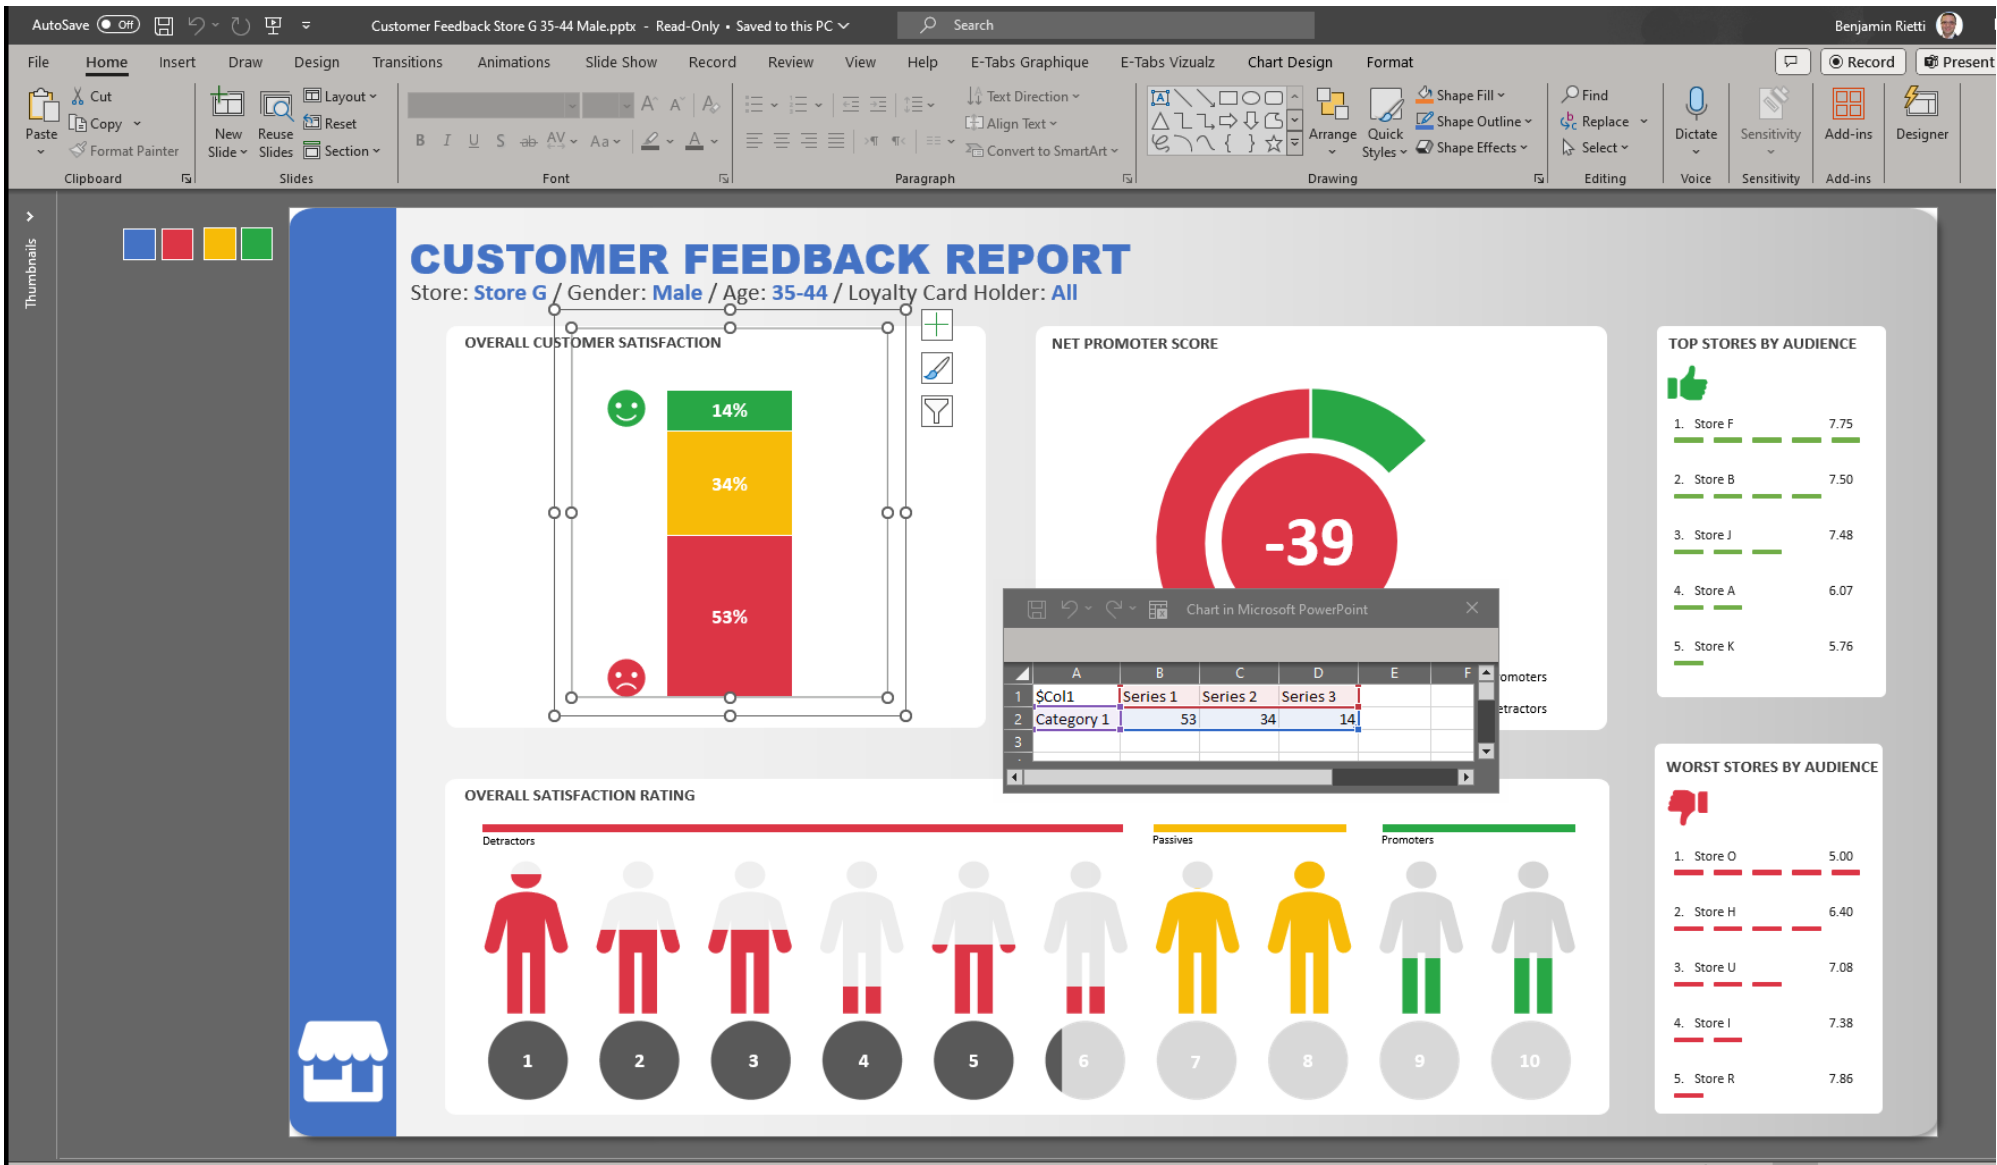 AutoSave Off Customer Feedback Store G 35-44 Male.pptx - Read-Only • Saved to this PC Search Benjamin Rietti
File Home Insert Draw Design Transitions Animations Slide Show Record Review View Help E-Tabs Graphique E-Tabs Vizualz Chart Design Format Record Present
Cut Layout Text Direction Shape Fill Find
Copy Reset Align Text Shape Outline Replace
Paste New Reuse Arrange Quick Dictate Sensitivity Add-ins Designer
Format Painter Slide Slides Section B I U S ab AV Aa A Convert to SmartArt Styles Shape Effects Select
Clipboard Slides Font Paragraph Drawing Editing Voice Sensitivity Add-ins
Thumbnails
CUSTOMER FEEDBACK REPORT
Store: Store G / Gender: Male / Age: 35-44 / Loyalty Card Holder: All
OVERALL CUSTOMER SATISFACTION
14%
34%
53%
NET PROMOTER SCORE
-39
omoters
etractors
Chart in Microsoft PowerPoint
A B C D E F
1 $Col1 Series 1 Series 2 Series 3
2 Category 1 53 34 14
3
TOP STORES BY AUDIENCE
1. Store F 7.75
2. Store B 7.50
3. Store J 7.48
4. Store A 6.07
5. Store K 5.76
OVERALL SATISFACTION RATING
Detractors Passives Promoters
1 2 3 4 5 6 7 8 9 10
WORST STORES BY AUDIENCE
1. Store O 5.00
2. Store H 6.40
3. Store U 7.08
4. Store I 7.38
5. Store R 7.86